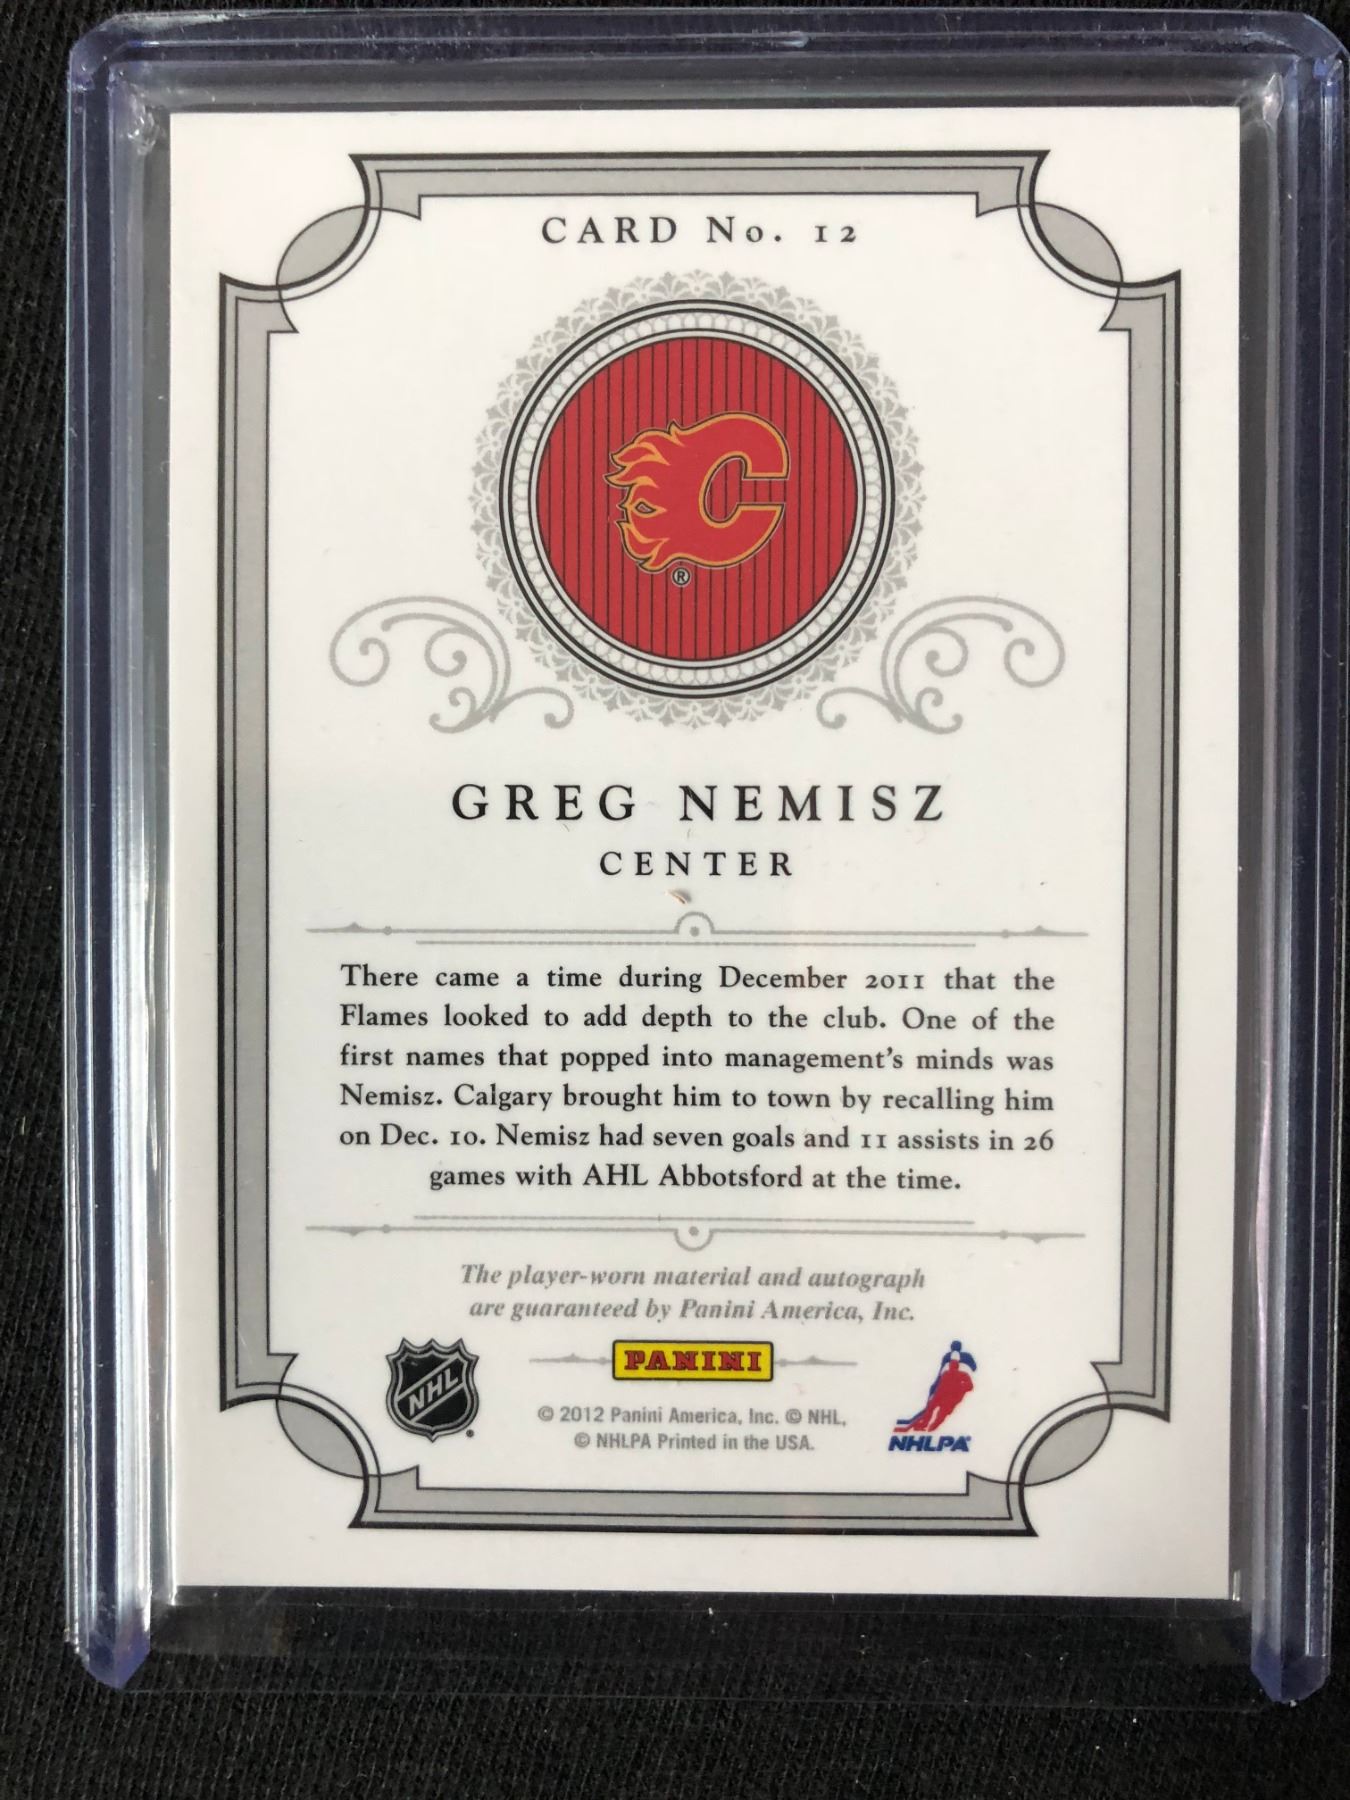 CARD No. 12
C
®
GREG NEMISZ
CENTER
There came a time during December 2011 that the
Flames looked to add depth to the club. One of the
first names that popped into management's minds was
Nemisz. Calgary brought him to town by recalling him
on Dec. 10. Nemisz had seven goals and 11 assists in 26
games with AHL Abbotsford at the time.
The player-worn material and autograph
are guaranteed by Panini America, Inc.
NHL
PANINI
© 2012 Panini America, Inc. © NHL,
© NHLPA Printed in the USA.
NHLPA